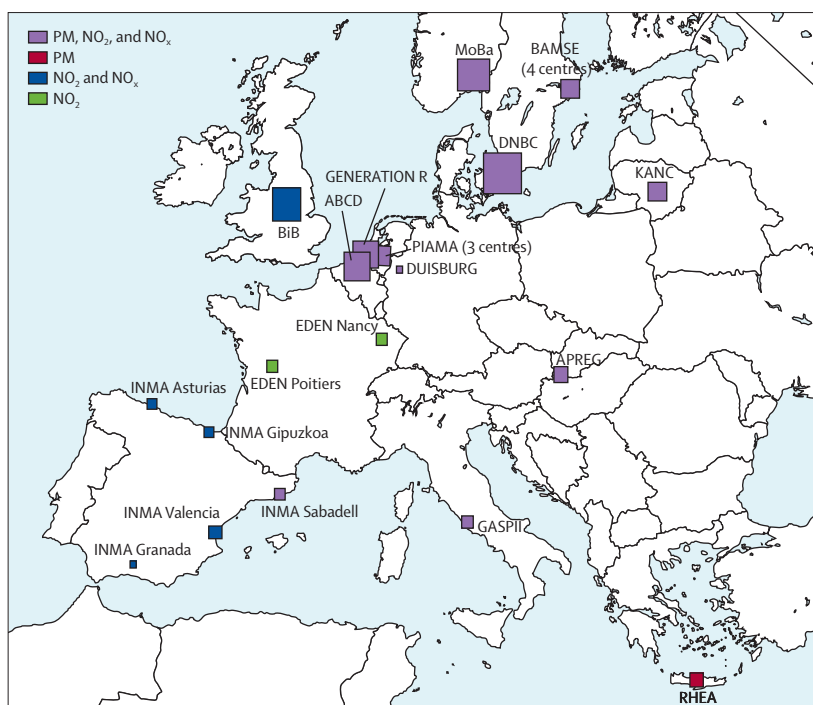 PM, NO₂, and NOₓ
PM
NO₂ and NOₓ
NO₂
MoBa
BAMSE
(4 centres)
DNBC
KANC
GENERATION R
ABCD
BiB
PIAMA (3 centres)
DUISBURG
EDEN Nancy
APREG
EDEN Poitiers
INMA Asturias
INMA Gipuzkoa
INMA Valencia
INMA Sabadell
GASPII
INMA Granada
RHEA